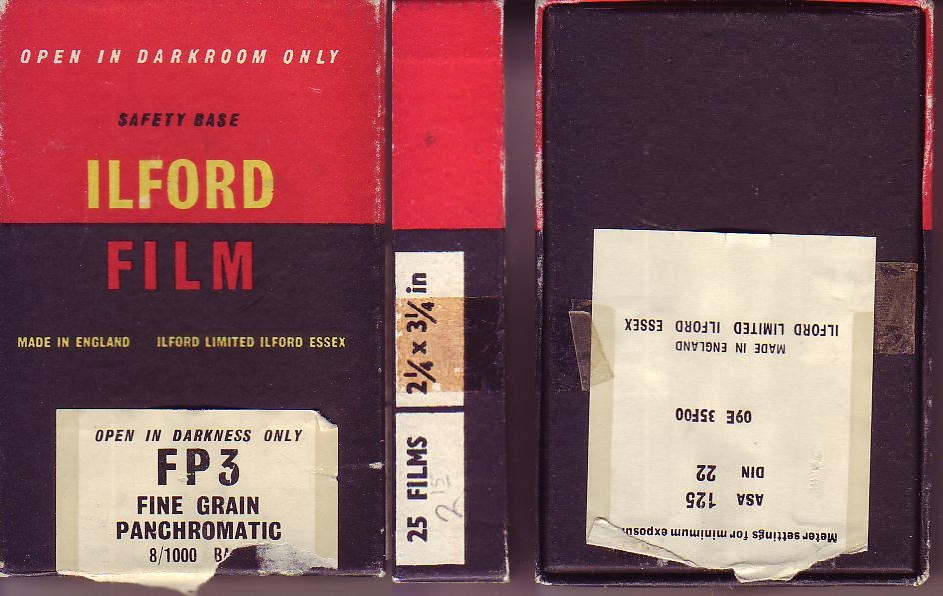 OPEN IN DARKROOM ONLY
SAFETY BASE
ILFORD
FILM
MADE IN ENGLAND ILFORD LIMITED ILFORD ESSEX
OPEN IN DARKNESS ONLY
FP3
FINE GRAIN
PANCHROMATIC
8/1000
25 FILMS 2¼ x 3¼ in
Meter settings for minimum
ASA 125
DIN 22
09E 35F00
MADE IN ENGLAND
ILFORD LIMITED ILFORD ESSEX